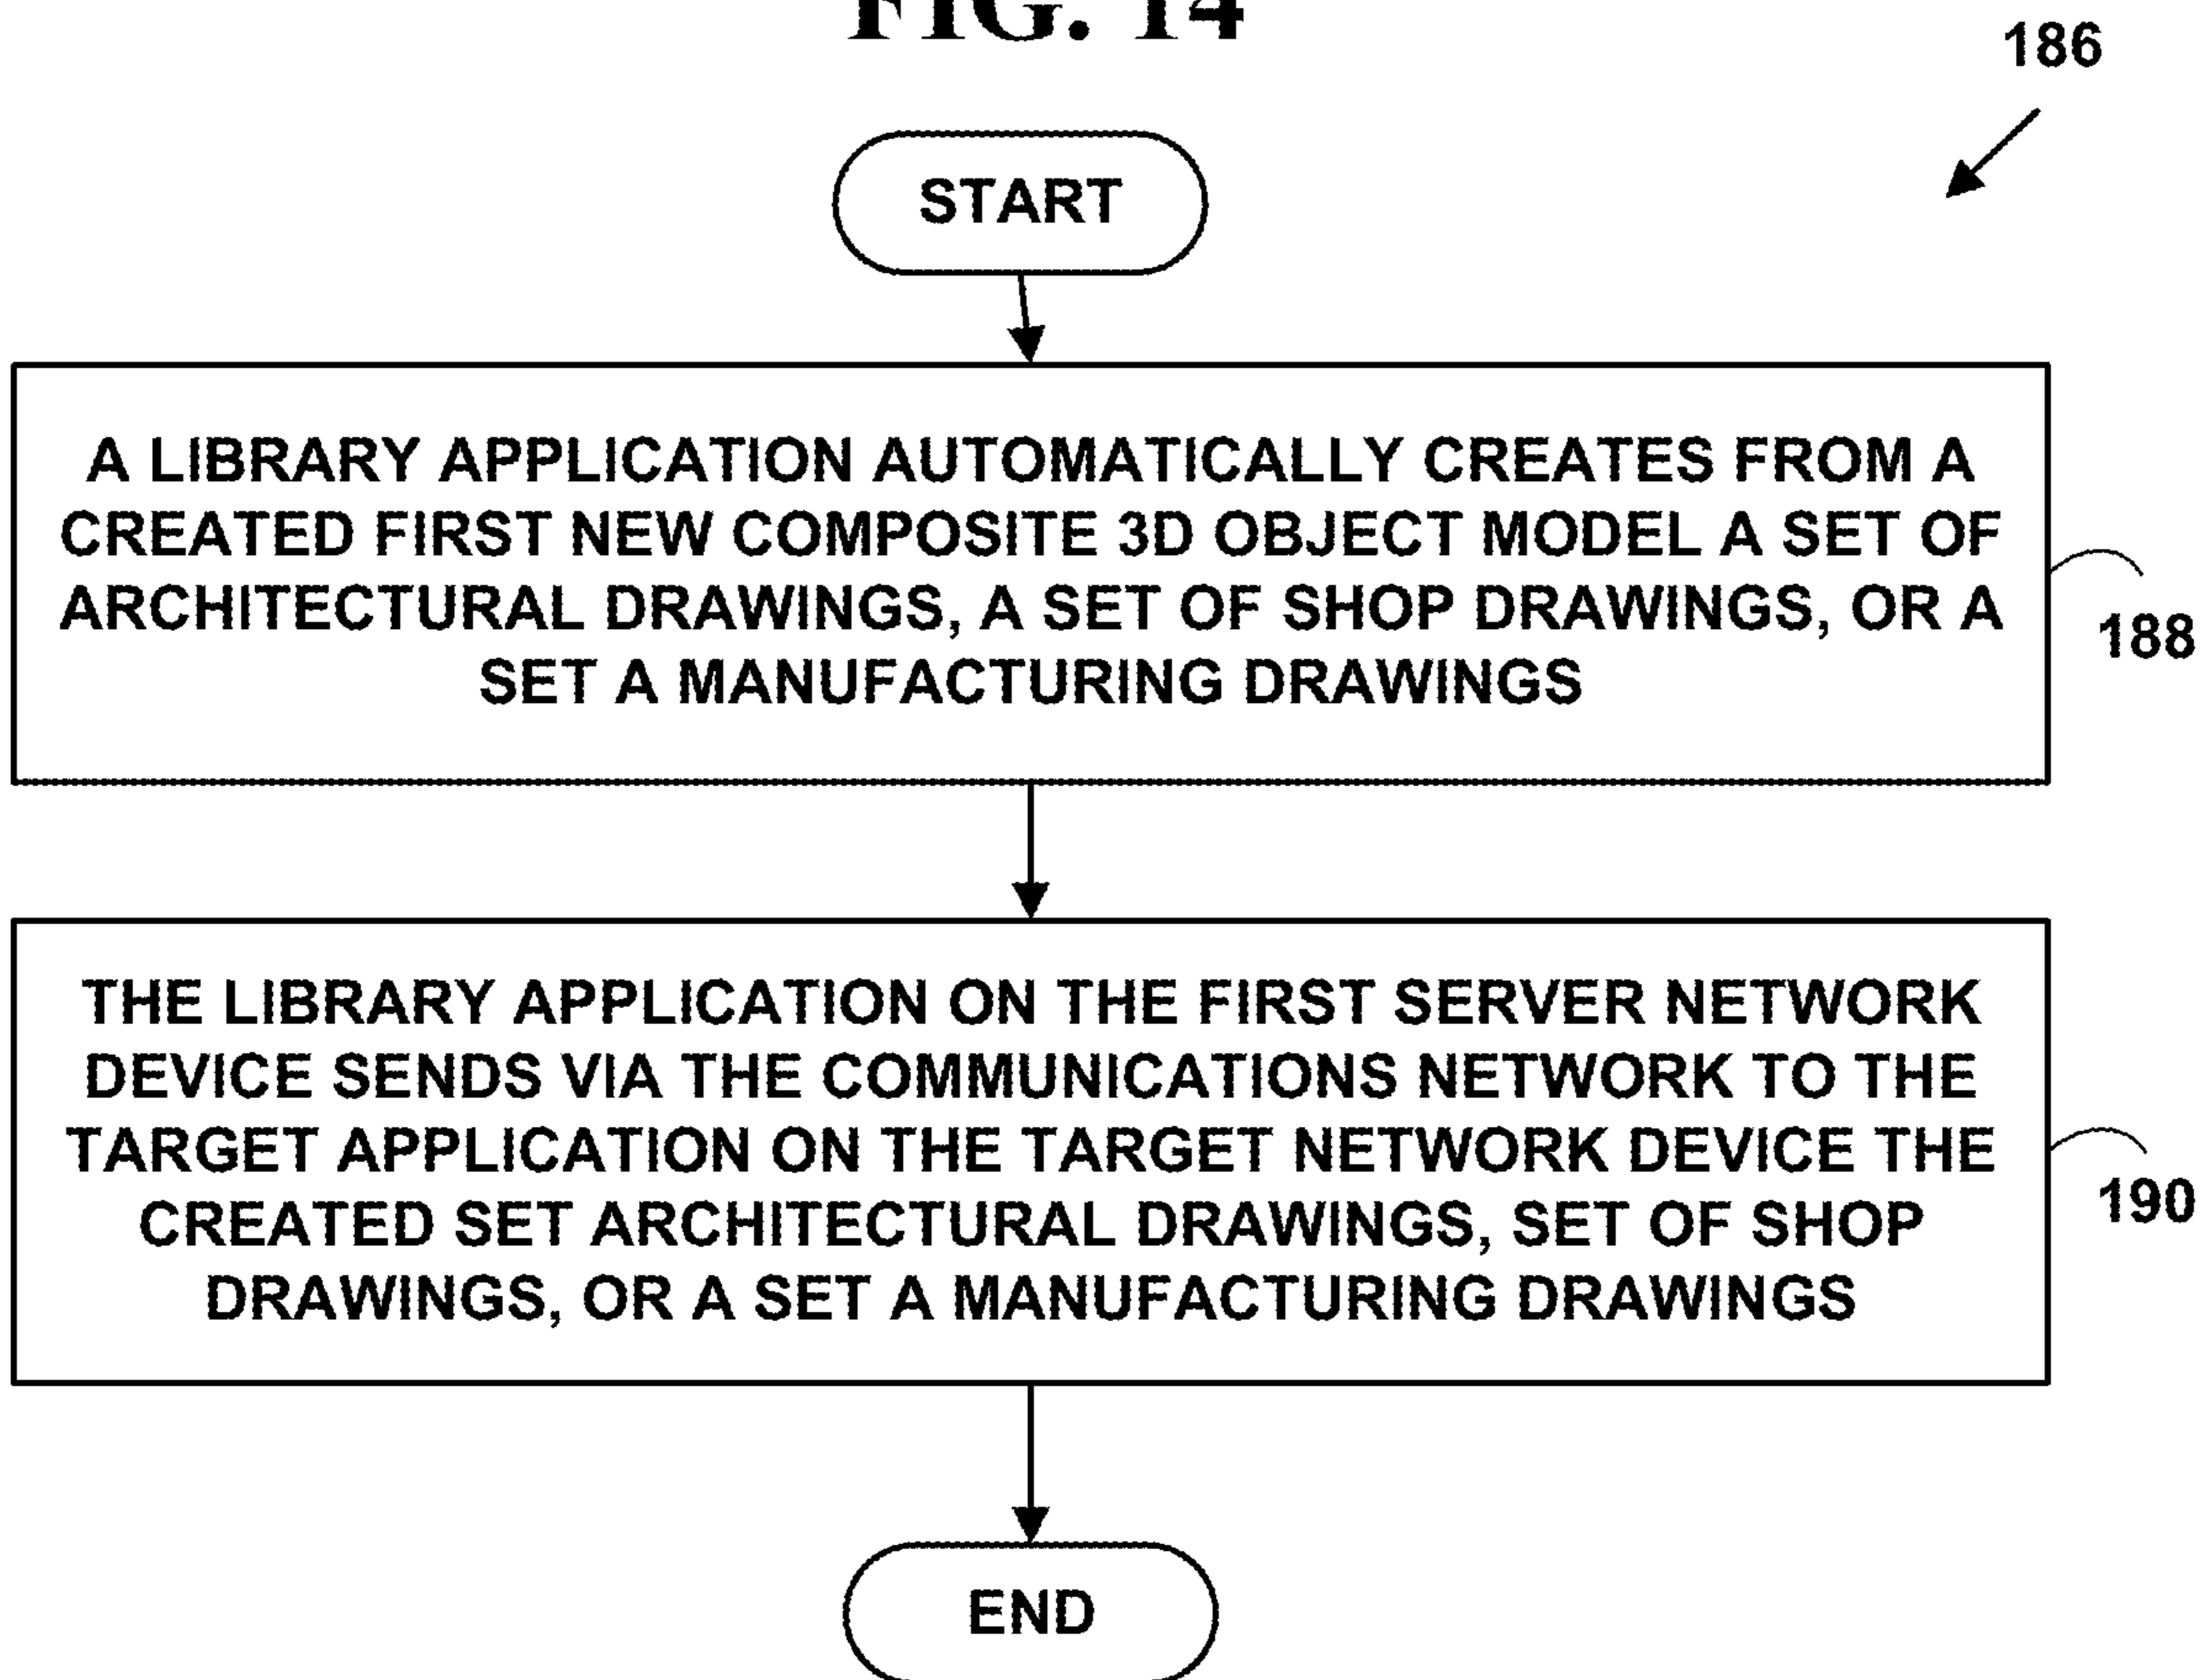 FIG. 14
186
START
A LIBRARY APPLICATION AUTOMATICALLY CREATES FROM A
CREATED FIRST NEW COMPOSITE 3D OBJECT MODEL A SET OF
ARCHITECTURAL DRAWINGS, A SET OF SHOP DRAWINGS, OR A
SET A MANUFACTURING DRAWINGS
188
THE LIBRARY APPLICATION ON THE FIRST SERVER NETWORK
DEVICE SENDS VIA THE COMMUNICATIONS NETWORK TO THE
TARGET APPLICATION ON THE TARGET NETWORK DEVICE THE
CREATED SET ARCHITECTURAL DRAWINGS, SET OF SHOP
DRAWINGS, OR A SET A MANUFACTURING DRAWINGS
190
END